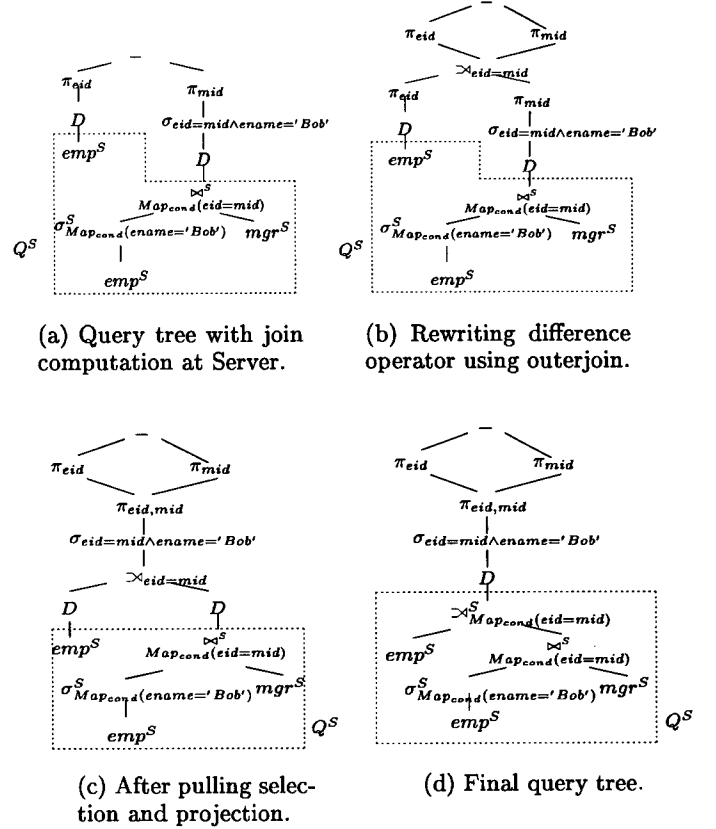 −
π_eid π_mid
D σ_eid=mid∧ename='Bob'
emp^S D
⋈^S_Map_cond(eid=mid)
σ^S_Map_cond(ename='Bob') mgr^S
Q^S
emp^S
(a) Query tree with join
computation at Server.
−
π_eid π_mid
⟕_eid=mid
π_eid π_mid
D σ_eid=mid∧ename='Bob'
emp^S D
⋈^S_Map_cond(eid=mid)
σ^S_Map_cond(ename='Bob') mgr^S
Q^S
emp^S
(b) Rewriting difference
operator using outerjoin.
−
π_eid π_mid
π_eid,mid
σ_eid=mid∧ename='Bob'
⟕_eid=mid
D D
emp^S ⋈^S_Map_cond(eid=mid)
σ^S_Map_cond(ename='Bob') mgr^S
emp^S Q^S
(c) After pulling selec-
tion and projection.
−
π_eid π_mid
π_eid,mid
σ_eid=mid∧ename='Bob'
D
⟕^S_Map_cond(eid=mid)
emp^S ⋈^S_Map_cond(eid=mid)
σ^S_Map_cond(ename='Bob') mgr^S
emp^S Q^S
(d) Final query tree.